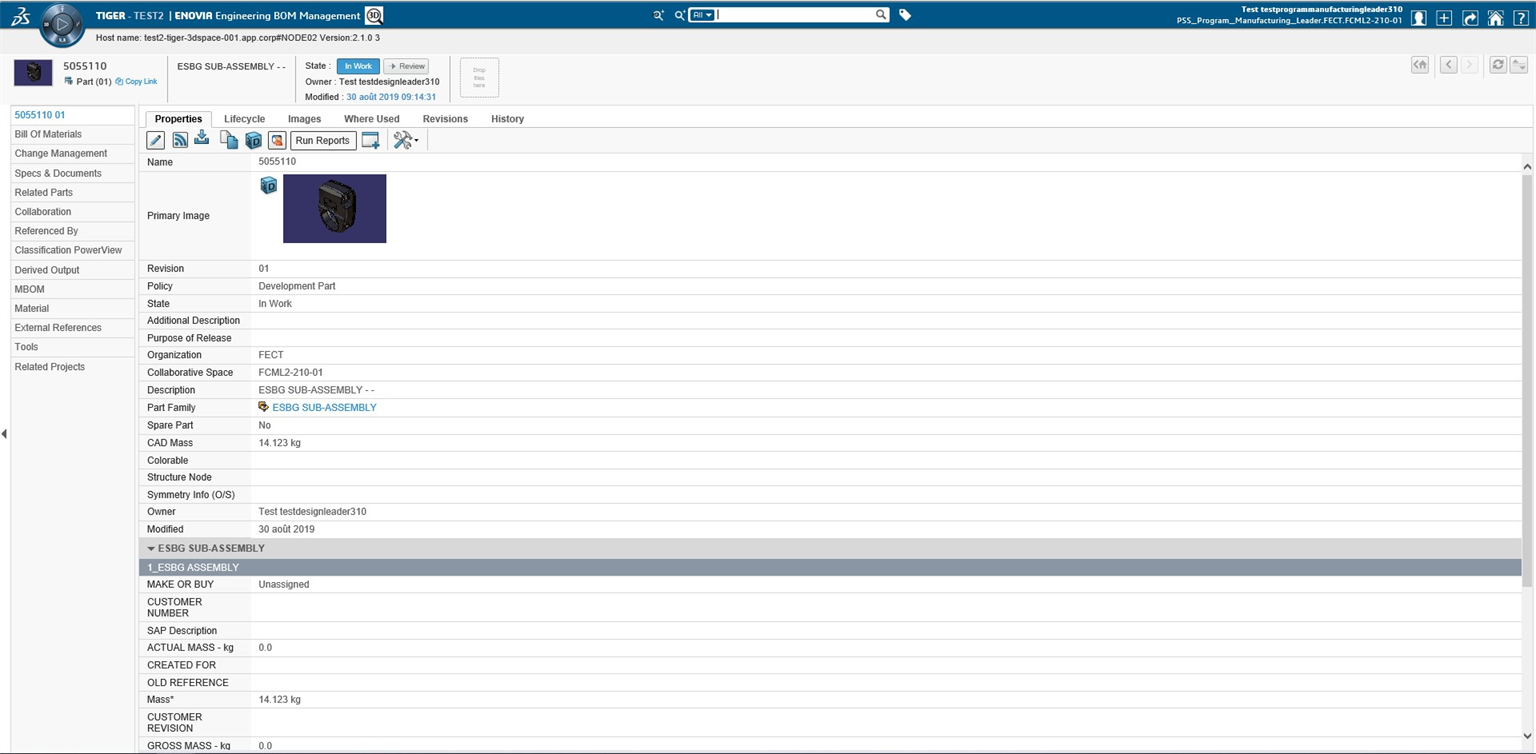 TIGER - TEST2 | ENOVIA Engineering BOM Management 3D
All
Test testprogrammanufacturingleader310
PSS_Program_Manufacturing_Leader.FECT.FCML2-210-01
Host name: test2-tiger-3dspace-001.app.corp#NODE02 Version:2.1.0 3
5055110
Part (01) Copy Link
ESBG SUB-ASSEMBLY - -
State : In Work Review
Owner : Test testdesignleader310
Modified : 30 août 2019 09:14:31
Drop
files
here
5055110 01
Bill Of Materials
Change Management
Specs & Documents
Related Parts
Collaboration
Referenced By
Classification PowerView
Derived Output
MBOM
Material
External References
Tools
Related Projects
Properties Lifecycle Images Where Used Revisions History
Run Reports
Name 5055110
Primary Image
Revision 01
Policy Development Part
State In Work
Additional Description
Purpose of Release
Organization FECT
Collaborative Space FCML2-210-01
Description ESBG SUB-ASSEMBLY - -
Part Family ESBG SUB-ASSEMBLY
Spare Part No
CAD Mass 14.123 kg
Colorable
Structure Node
Symmetry Info (O/S)
Owner Test testdesignleader310
Modified 30 août 2019
ESBG SUB-ASSEMBLY
1_ESBG ASSEMBLY
MAKE OR BUY Unassigned
CUSTOMER
NUMBER
SAP Description
ACTUAL MASS - kg 0.0
CREATED FOR
OLD REFERENCE
Mass* 14.123 kg
CUSTOMER
REVISION
GROSS MASS - kg 0.0